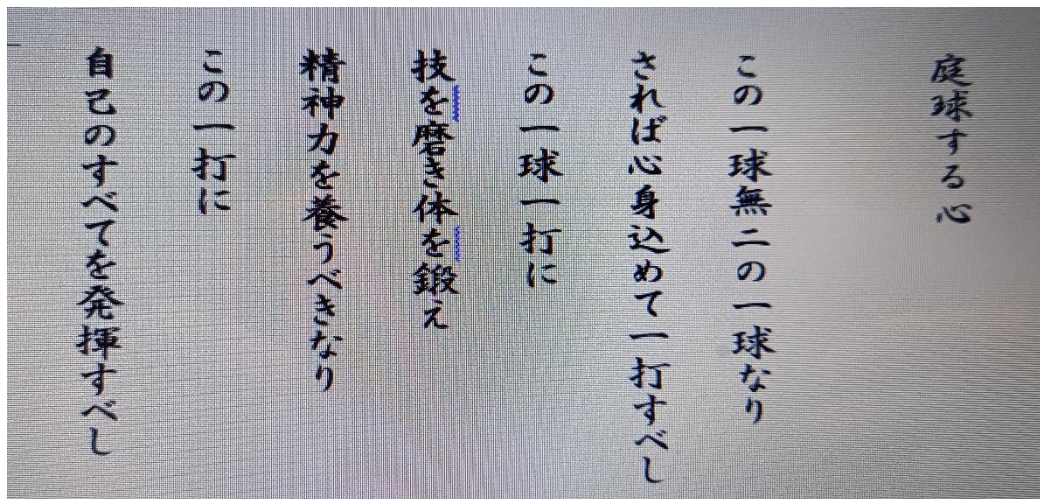 庭球する心
この一球無二の一球なり
されば心身込めて一打すべし
この一球一打に
技を磨き体を鍛え
精神力を養うべきなり
この一打に
自己のすべてを発揮すべし